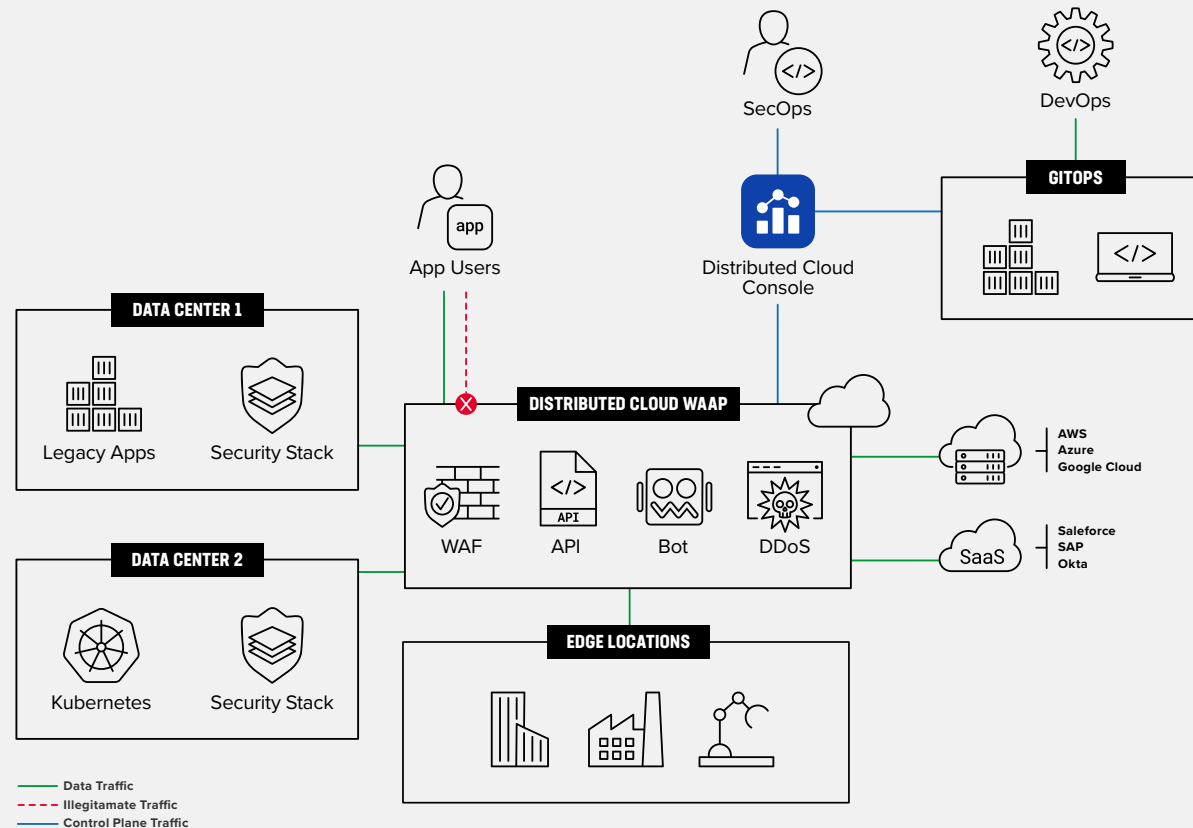 SecOps
DevOps
GITOPS
</>
</>
</>
app
App Users
Distributed Cloud
Console
DATA CENTER 1
Legacy Apps
Security Stack
DISTRIBUTED CLOUD WAAP
X
</>
API
WAF
API
Bot
DDoS
AWS
Azure
Google Cloud
SaaS
Saleforce
SAP
Okta
DATA CENTER 2
Kubernetes
Security Stack
EDGE LOCATIONS
Data Traffic
Illegitamate Traffic
Control Plane Traffic